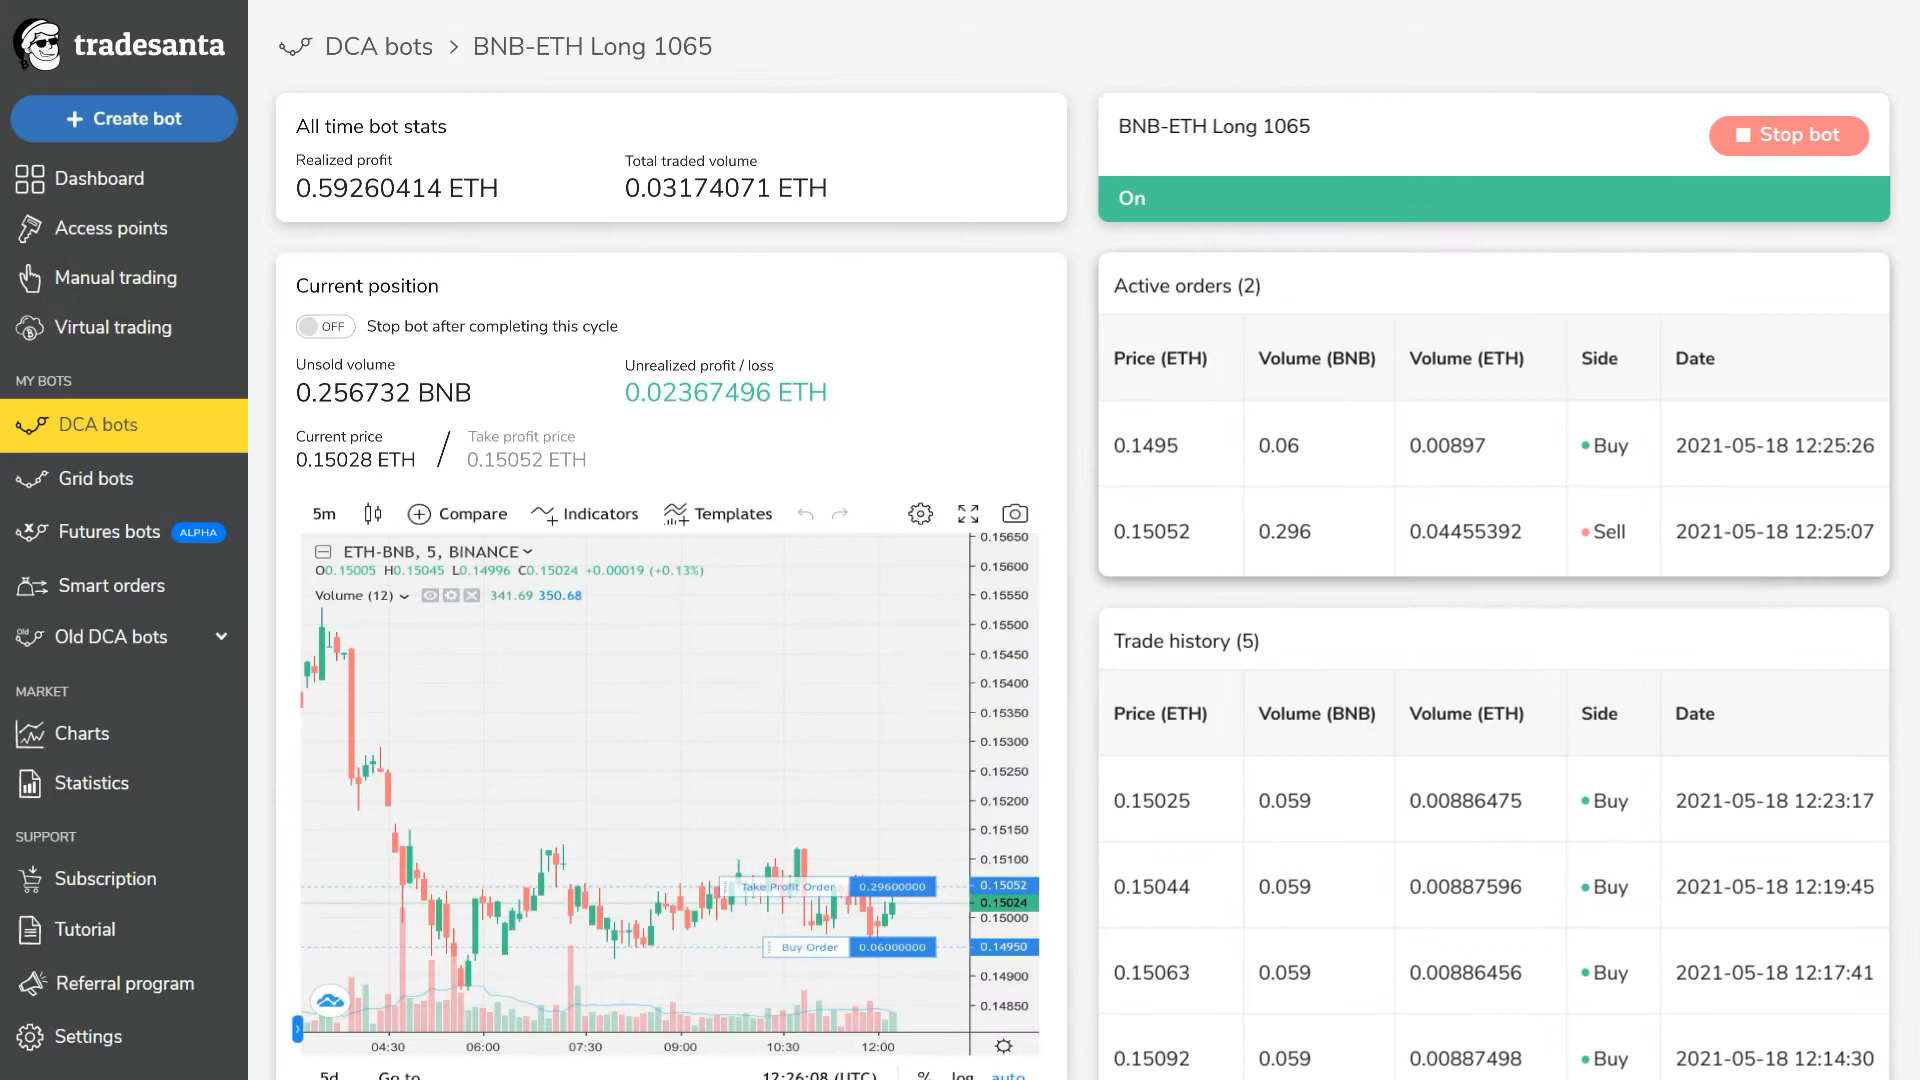 tradesanta
Create bot
Dashboard
Access points
Manual trading
Virtual trading
MY BOTS
DCA bots
Grid bots
Futures bots ALPHA
Smart orders
Old DCA bots
MARKET
Charts
Statistics
SUPPORT
Subscription
Tutorial
Referral program
Settings
DCA bots > BNB-ETH Long 1065
All time bot stats
Realized profit
0.59260414 ETH
Total traded volume
0.03174071 ETH
Current position
OFF Stop bot after completing this cycle
Unsold volume
0.256732 BNB
Unrealized profit / loss
0.02367496 ETH
Current price
0.15028 ETH
/
Take profit price
0.15052 ETH
5m Compare Indicators Templates
ETH-BNB, 5, BINANCE
O0.15005 H0.15045 L0.14996 C0.15024 +0.00019 (+0.13%)
Volume (12) 341.69 350.68
0.15650
0.15600
0.15550
0.15500
0.15450
0.15400
0.15350
0.15300
0.15250
0.15200
0.15150
0.15100
Take Profit Order 0.29600000 0.15052
0.15024
0.15000
Buy Order 0.06000000 0.14950
0.14900
0.14850
04:30 06:00 07:30 09:00 10:30 12:00
5d Go to 12:26:08 (UTC) % log auto
BNB-ETH Long 1065
Stop bot
On
Active orders (2)
Price (ETH) Volume (BNB) Volume (ETH) Side Date
0.1495 0.06 0.00897 Buy 2021-05-18 12:25:26
0.15052 0.296 0.04455392 Sell 2021-05-18 12:25:07
Trade history (5)
Price (ETH) Volume (BNB) Volume (ETH) Side Date
0.15025 0.059 0.00886475 Buy 2021-05-18 12:23:17
0.15044 0.059 0.00887596 Buy 2021-05-18 12:19:45
0.15063 0.059 0.00886456 Buy 2021-05-18 12:17:41
0.15092 0.059 0.00887498 Buy 2021-05-18 12:14:30